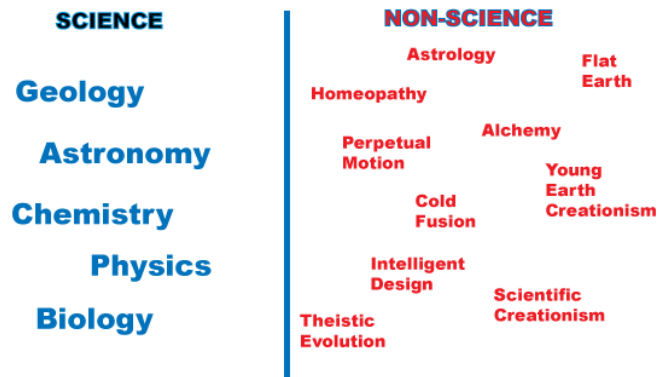 SCIENCE
Geology
Astronomy
Chemistry
Physics
Biology
NON-SCIENCE
Astrology
Flat
Earth
Homeopathy
Alchemy
Perpetual
Motion
Young
Earth
Creationism
Cold
Fusion
Intelligent
Design
Scientific
Creationism
Theistic
Evolution